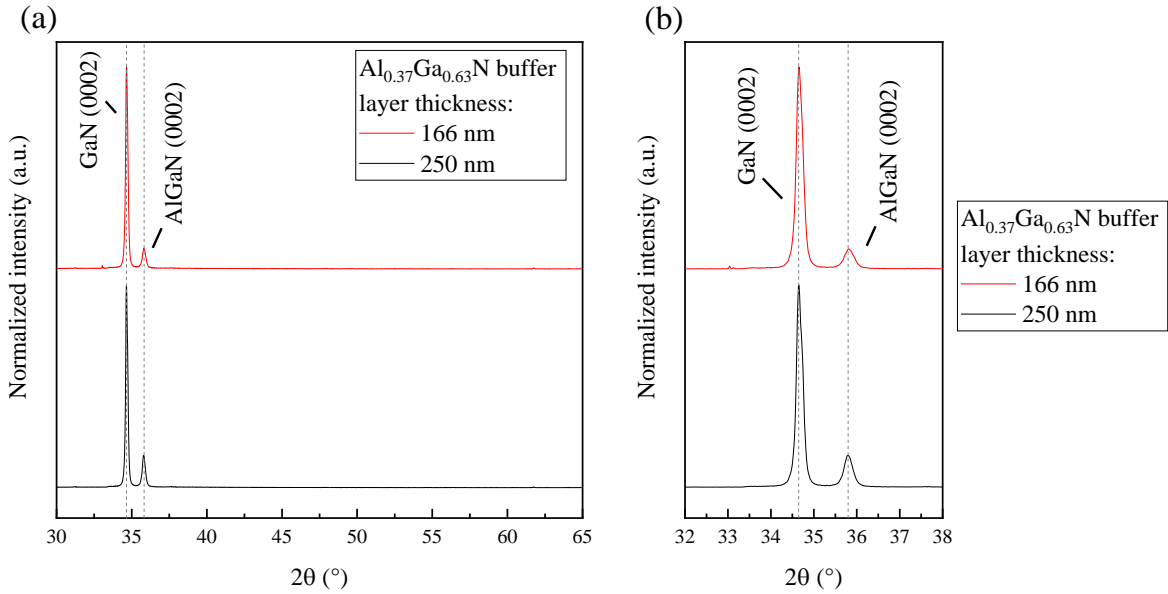 (a)
GaN (0002)
AlGaN (0002)
Al0.37Ga0.63N buffer
layer thickness:
166 nm
250 nm
Normalized intensity (a.u.)
30 35 40 45 50 55 60 65
2θ (°)
(b)
GaN (0002)
AlGaN (0002)
Al0.37Ga0.63N buffer
layer thickness:
166 nm
250 nm
Normalized intensity (a.u.)
32 33 34 35 36 37 38
2θ (°)